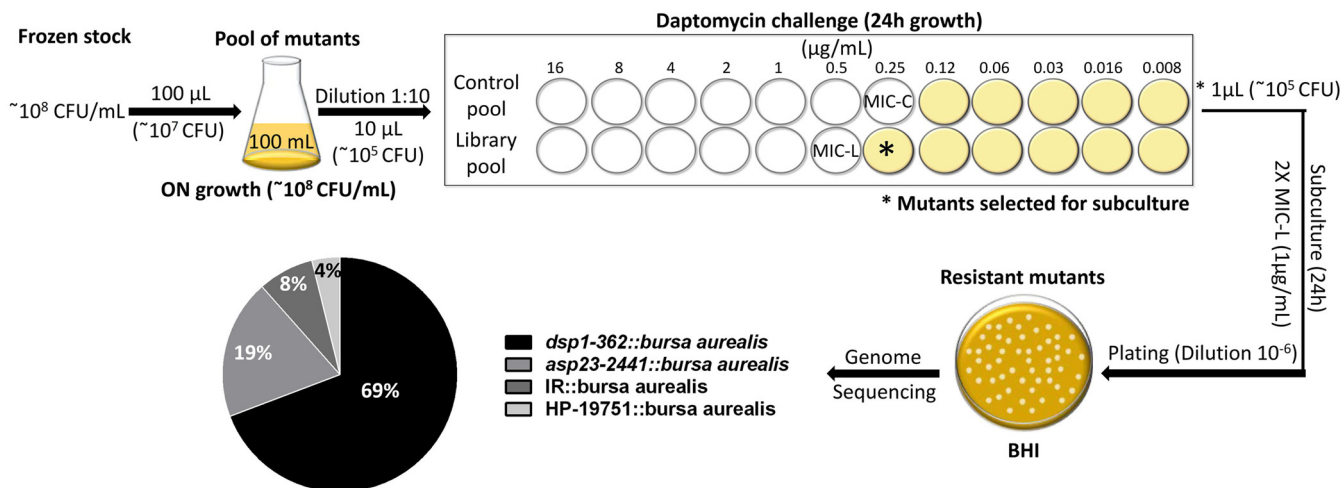 Frozen stock
~10⁸ CFU/mL
100 µL
(~10⁷ CFU)
Pool of mutants
100 mL
ON growth (~10⁸ CFU/mL)
Dilution 1:10
10 µL
(~10⁵ CFU)
Daptomycin challenge (24h growth)
(µg/mL)
16 8 4 2 1 0.5 0.25 0.12 0.06 0.03 0.016 0.008
Control
pool
MIC-C
Library
pool
MIC-L
*
* Mutants selected for subculture
* 1µL (~10⁵ CFU)
Subculture (24h)
2X MIC-L (1µg/mL)
Plating (Dilution 10⁻⁶)
Resistant mutants
BHI
Genome
Sequencing
4%
8%
19%
69%
dsp1-362::bursa aurealis
asp23-2441::bursa aurealis
IR::bursa aurealis
HP-19751::bursa aurealis